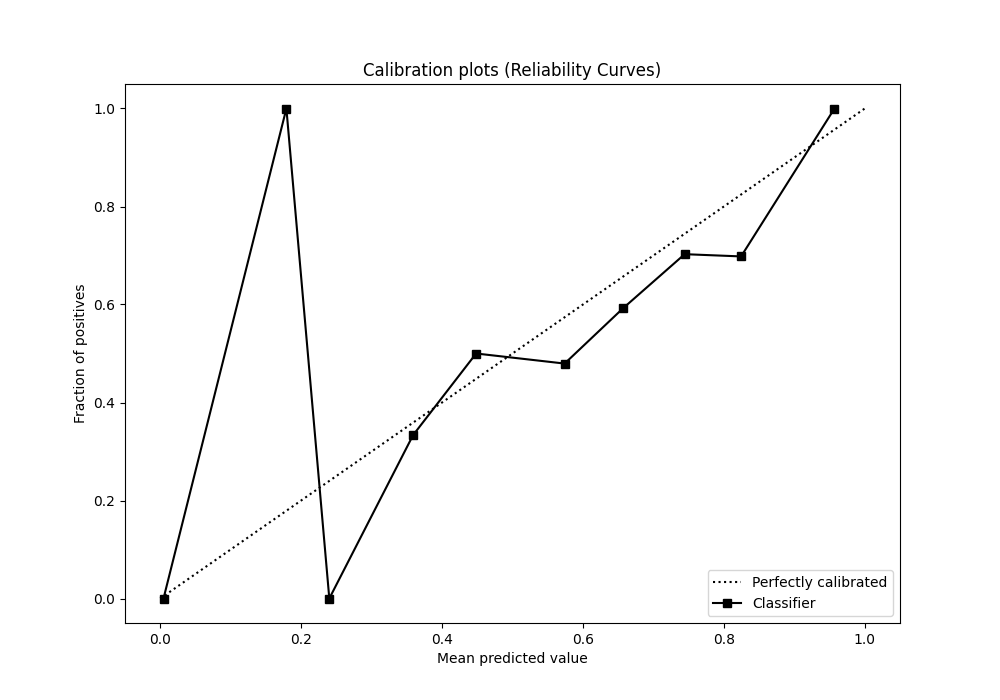 Calibration plots (Reliability Curves)
Fraction of positives
1.0
0.8
0.6
0.4
0.2
0.0
0.0 0.2 0.4 0.6 0.8 1.0
Mean predicted value
Perfectly calibrated
Classifier